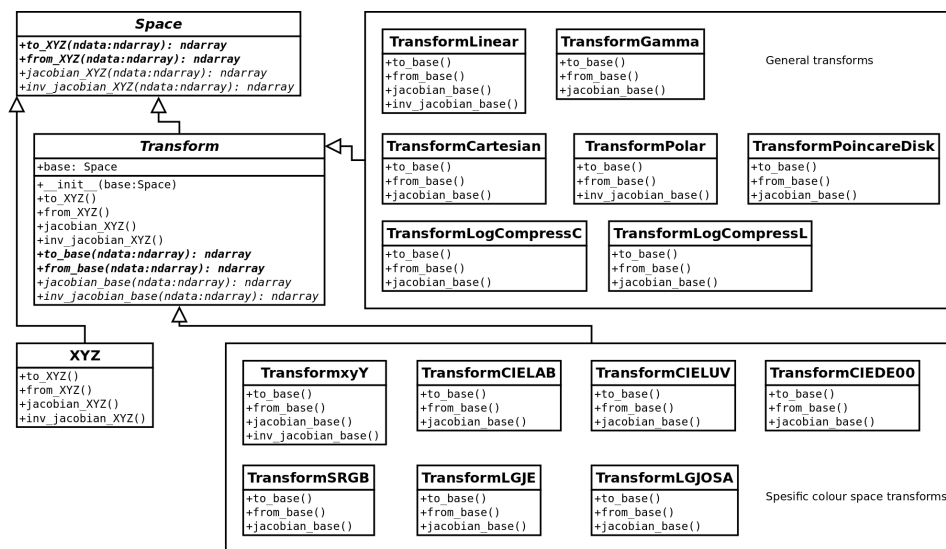 Space
+to_XYZ(ndata:ndarray): ndarray
+from_XYZ(ndata:ndarray): ndarray
+jacobian_XYZ(ndata:ndarray): ndarray
+inv_jacobian_XYZ(ndata:ndarray): ndarray
Transform
+base: Space
+__init__(base:Space)
+to_XYZ()
+from_XYZ()
+jacobian_XYZ()
+inv_jacobian_XYZ()
+to_base(ndata:ndarray): ndarray
+from_base(ndata:ndarray): ndarray
+jacobian_base(ndata:ndarray): ndarray
+inv_jacobian_base(ndata:ndarray): ndarray
XYZ
+to_XYZ()
+from_XYZ()
+jacobian_XYZ()
+inv_jacobian_XYZ()
TransformLinear
+to_base()
+from_base()
+jacobian_base()
+inv_jacobian_base()
TransformGamma
+to_base()
+from_base()
+jacobian_base()
General transforms
TransformCartesian
+to_base()
+from_base()
+jacobian_base()
TransformPolar
+to_base()
+from_base()
+inv_jacobian_base()
TransformPoincareDisk
+to_base()
+from_base()
+jacobian_base()
TransformLogCompressC
+to_base()
+from_base()
+jacobian_base()
TransformLogCompressL
+to_base()
+from_base()
+jacobian_base()
TransformxyY
+to_base()
+from_base()
+jacobian_base()
+inv_jacobian_base()
TransformCIELAB
+to_base()
+from_base()
+jacobian_base()
TransformCIELUV
+to_base()
+from_base()
+jacobian_base()
TransformCIEDE00
+to_base()
+from_base()
+jacobian_base()
TransformSRGB
+to_base()
+from_base()
+jacobian_base()
TransformLGJE
+to_base()
+from_base()
+jacobian_base()
TransformLGJOSA
+to_base()
+from_base()
+jacobian_base()
Spesific colour space transforms